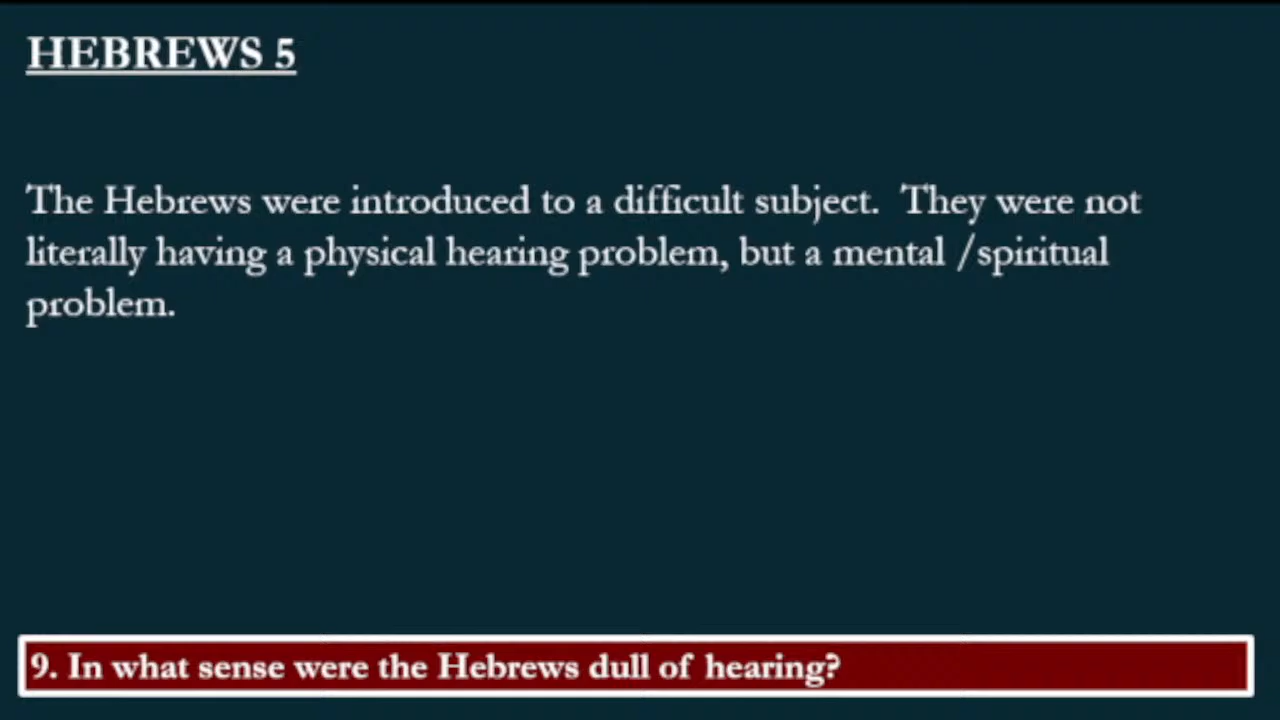 HEBREWS 5
The Hebrews were introduced to a difficult subject.  They were not
literally having a physical hearing problem, but a mental /spiritual
problem.
9. In what sense were the Hebrews dull of hearing?